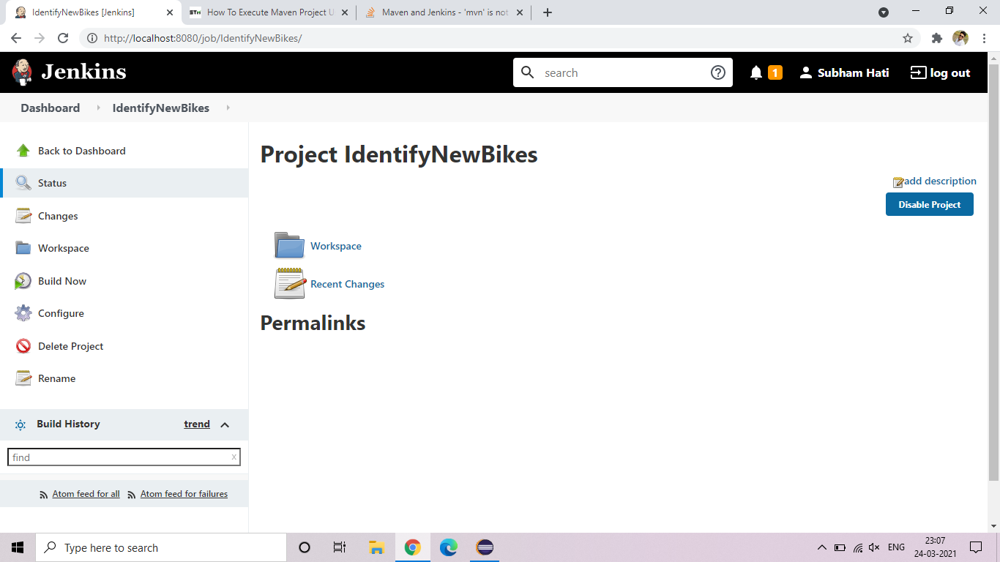 IdentifyNewBikes [Jenkins]
STH
How To Execute Maven Project U
Maven and Jenkins - 'mvn' is not
http://localhost:8080/job/IdentifyNewBikes/
Jenkins
search
1
Subham Hati
log out
Dashboard
IdentifyNewBikes
Back to Dashboard
Status
Changes
Workspace
Build Now
Configure
Delete Project
Rename
Build History
trend
find
x
Atom feed for all
Atom feed for failures
Project IdentifyNewBikes
add description
Disable Project
Workspace
Recent Changes
Permalinks
Type here to search
ENG
23:07
24-03-2021